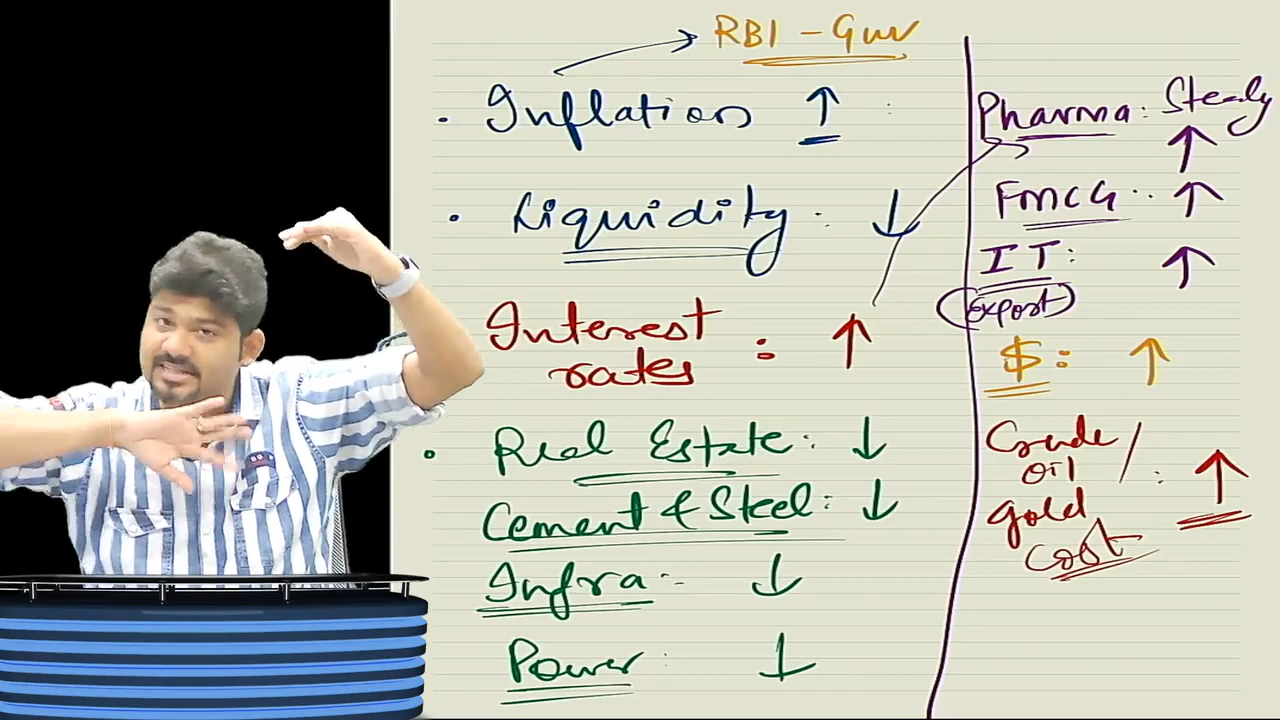 RBI - Guv
• Inflation ↑ :
• Liquidity : ↓
Interest
rates : ↑
• Real Estate : ↓
Cement & Steel : ↓
Infra : ↓
Power : ↓
Pharma : Steady
↑
FMCG : ↑
IT : ↑
(export)
$ : ↑
Crude /
oil
Gold : ↑
Cost